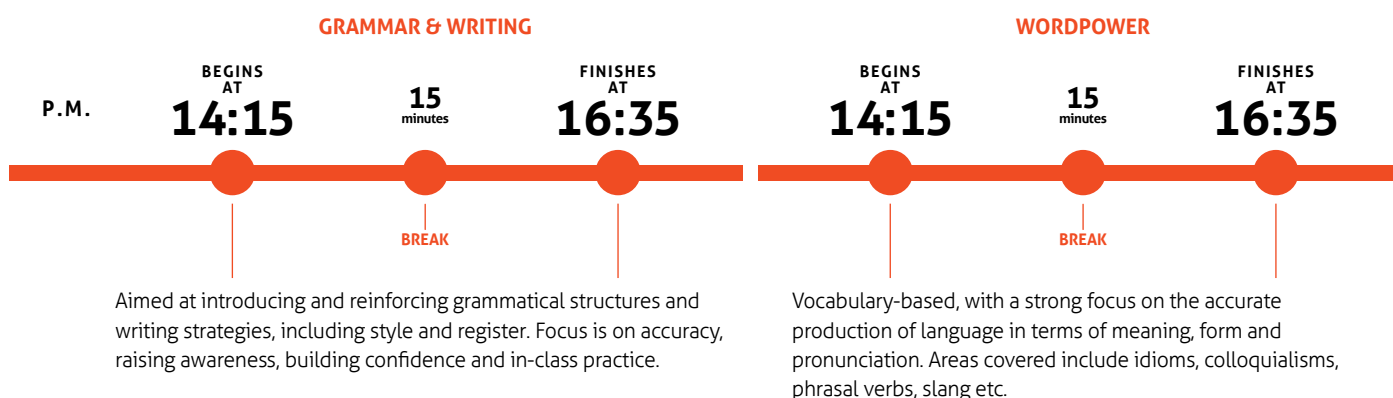 GRAMMAR & WRITING
P.M.
BEGINS
AT
14:15
15
minutes
FINISHES
AT
16:35
BREAK
Aimed at introducing and reinforcing grammatical structures and
writing strategies, including style and register. Focus is on accuracy,
raising awareness, building confidence and in-class practice.
WORDPOWER
BEGINS
AT
14:15
15
minutes
FINISHES
AT
16:35
BREAK
Vocabulary-based, with a strong focus on the accurate
production of language in terms of meaning, form and
pronunciation. Areas covered include idioms, colloquialisms,
phrasal verbs, slang etc.